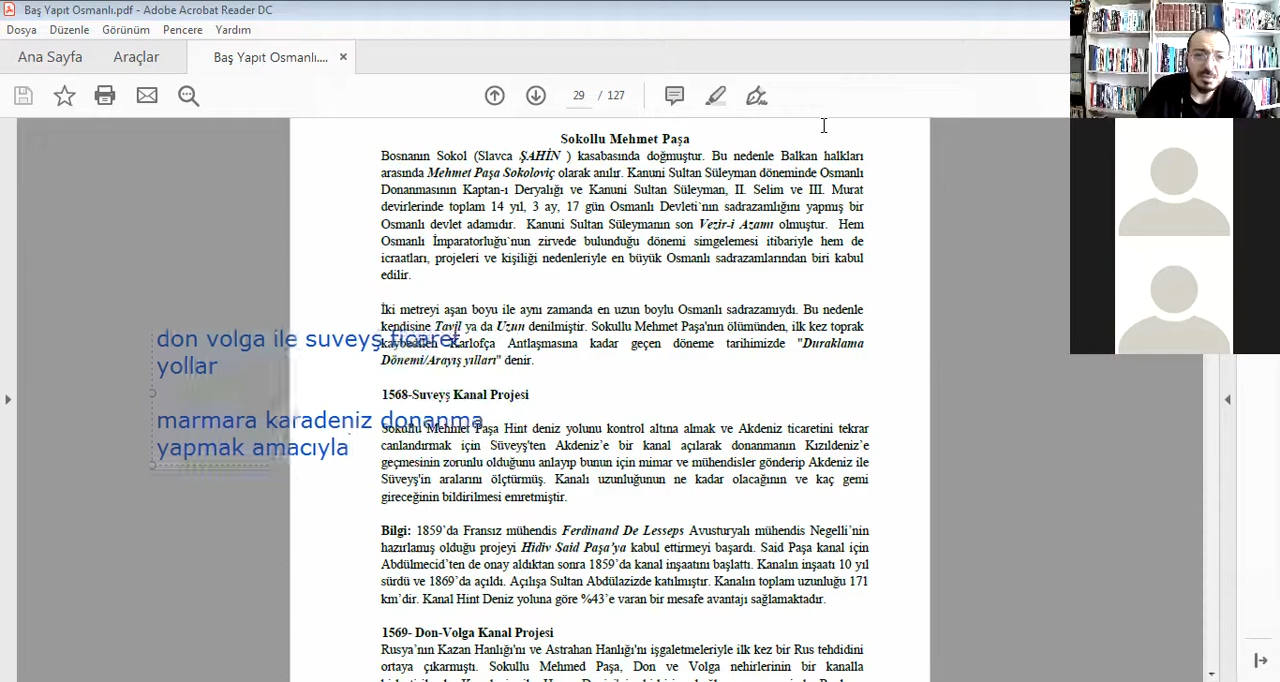 Baş Yapıt Osmanlı.pdf - Adobe Acrobat Reader DC
Dosya Düzenle Görünüm Pencere Yardım
Ana Sayfa Araçlar Baş Yapıt Osmanlı.... ×
29 / 127
Sokollu Mehmet Paşa
Bosnanın Sokol (Slavca ŞAHİN ) kasabasında doğmuştur. Bu nedenle Balkan halkları
arasında Mehmet Paşa Sokoloviç olarak anılır. Kanuni Sultan Süleyman döneminde Osmanlı
Donanmasının Kaptan-ı Deryalığı ve Kanuni Sultan Süleyman, II. Selim ve III. Murat
devirlerinde toplam 14 yıl, 3 ay, 17 gün Osmanlı Devleti`nın sadrazamlığını yapmış bir
Osmanlı devlet adamıdır. Kanuni Sultan Süleymanın son Vezir-i Azamı olmuştur. Hem
Osmanlı İmparatorluğu`nun zirvede bulunduğu dönemi simgelemesi itibariyle hem de
icraatları, projeleri ve kişiliği nedenleriyle en büyük Osmanlı sadrazamlarından biri kabul
edilir.
İki metreyi aşan boyu ile aynı zamanda en uzun boylu Osmanlı sadrazamıydı. Bu nedenle
kendisine Tavil ya da Uzun denilmiştir. Sokollu Mehmet Paşa'nın ölümünden, ilk kez toprak
kaybedilen Karlofça Antlaşmasına kadar geçen döneme tarihimizde "Duraklama
Dönemi/Arayış yılları" denir.
don volga ile suveyş ticaret
yollar
marmara karadeniz donanma
yapmak amacıyla
1568-Suveyş Kanal Projesi
Sokullu Mehmet Paşa Hint deniz yolunu kontrol altına almak ve Akdeniz ticaretini tekrar
canlandırmak için Süveyş'ten Akdeniz’e bir kanal açılarak donanmanın Kızıldeniz’e
geçmesinin zorunlu olduğunu anlayıp bunun için mimar ve mühendisler gönderip Akdeniz ile
Süveyş'in aralarını ölçtürmüş. Kanalı uzunluğunun ne kadar olacağının ve kaç gemi
gireceğinin bildirilmesi emretmiştir.
Bilgi: 1859’da Fransız mühendis Ferdinand De Lesseps Avusturyalı mühendis Negelli’nin
hazırlamış olduğu projeyi Hidiv Said Paşa’ya kabul ettirmeyi başardı. Said Paşa kanal için
Abdülmecid’ten de onay aldıktan sonra 1859’da kanal inşaatını başlattı. Kanalın inşaatı 10 yıl
sürdü ve 1869’da açıldı. Açılışa Sultan Abdülazizde katılmıştır. Kanalın toplam uzunluğu 171
km’dir. Kanal Hint Deniz yoluna göre %43’e varan bir mesafe avantajı sağlamaktadır.
1569- Don-Volga Kanal Projesi
Rusya’nın Kazan Hanlığı'nı ve Astrahan Hanlığı'nı işgaletmeleriyle ilk kez bir Rus tehdidini
ortaya çıkarmıştı. Sokullu Mehmed Paşa, Don ve Volga nehirlerinin bir kanalla